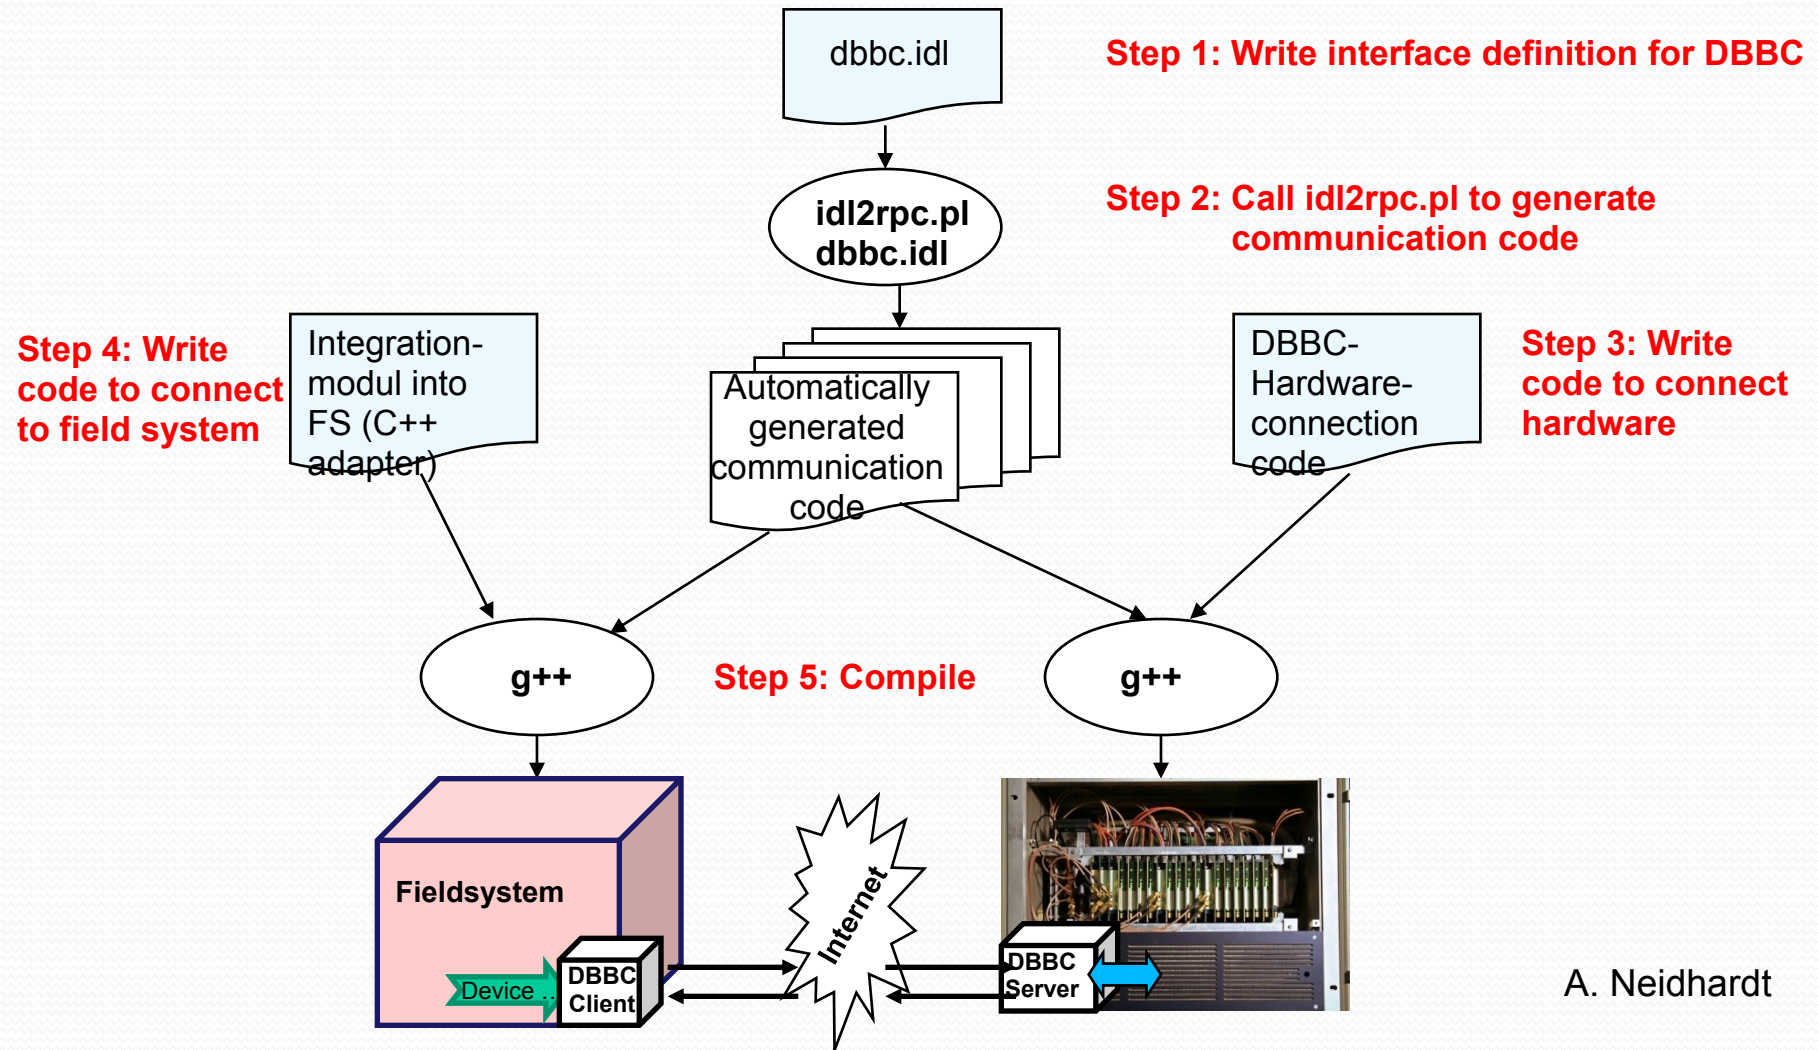 dbbc.idl
Step 1: Write interface definition for DBBC
idl2rpc.pl
dbbc.idl
Step 2: Call idl2rpc.pl to generate
communication code
Step 4: Write
code to connect
to field system
Integration-
modul into
FS (C++
adapter)
Automatically
generated
communication
code
DBBC-
Hardware-
connection
code
Step 3: Write
code to connect
hardware
g++
Step 5: Compile
g++
Fieldsystem
Device ..
DBBC
Client
Internet
DBBC
Server
A. Neidhardt